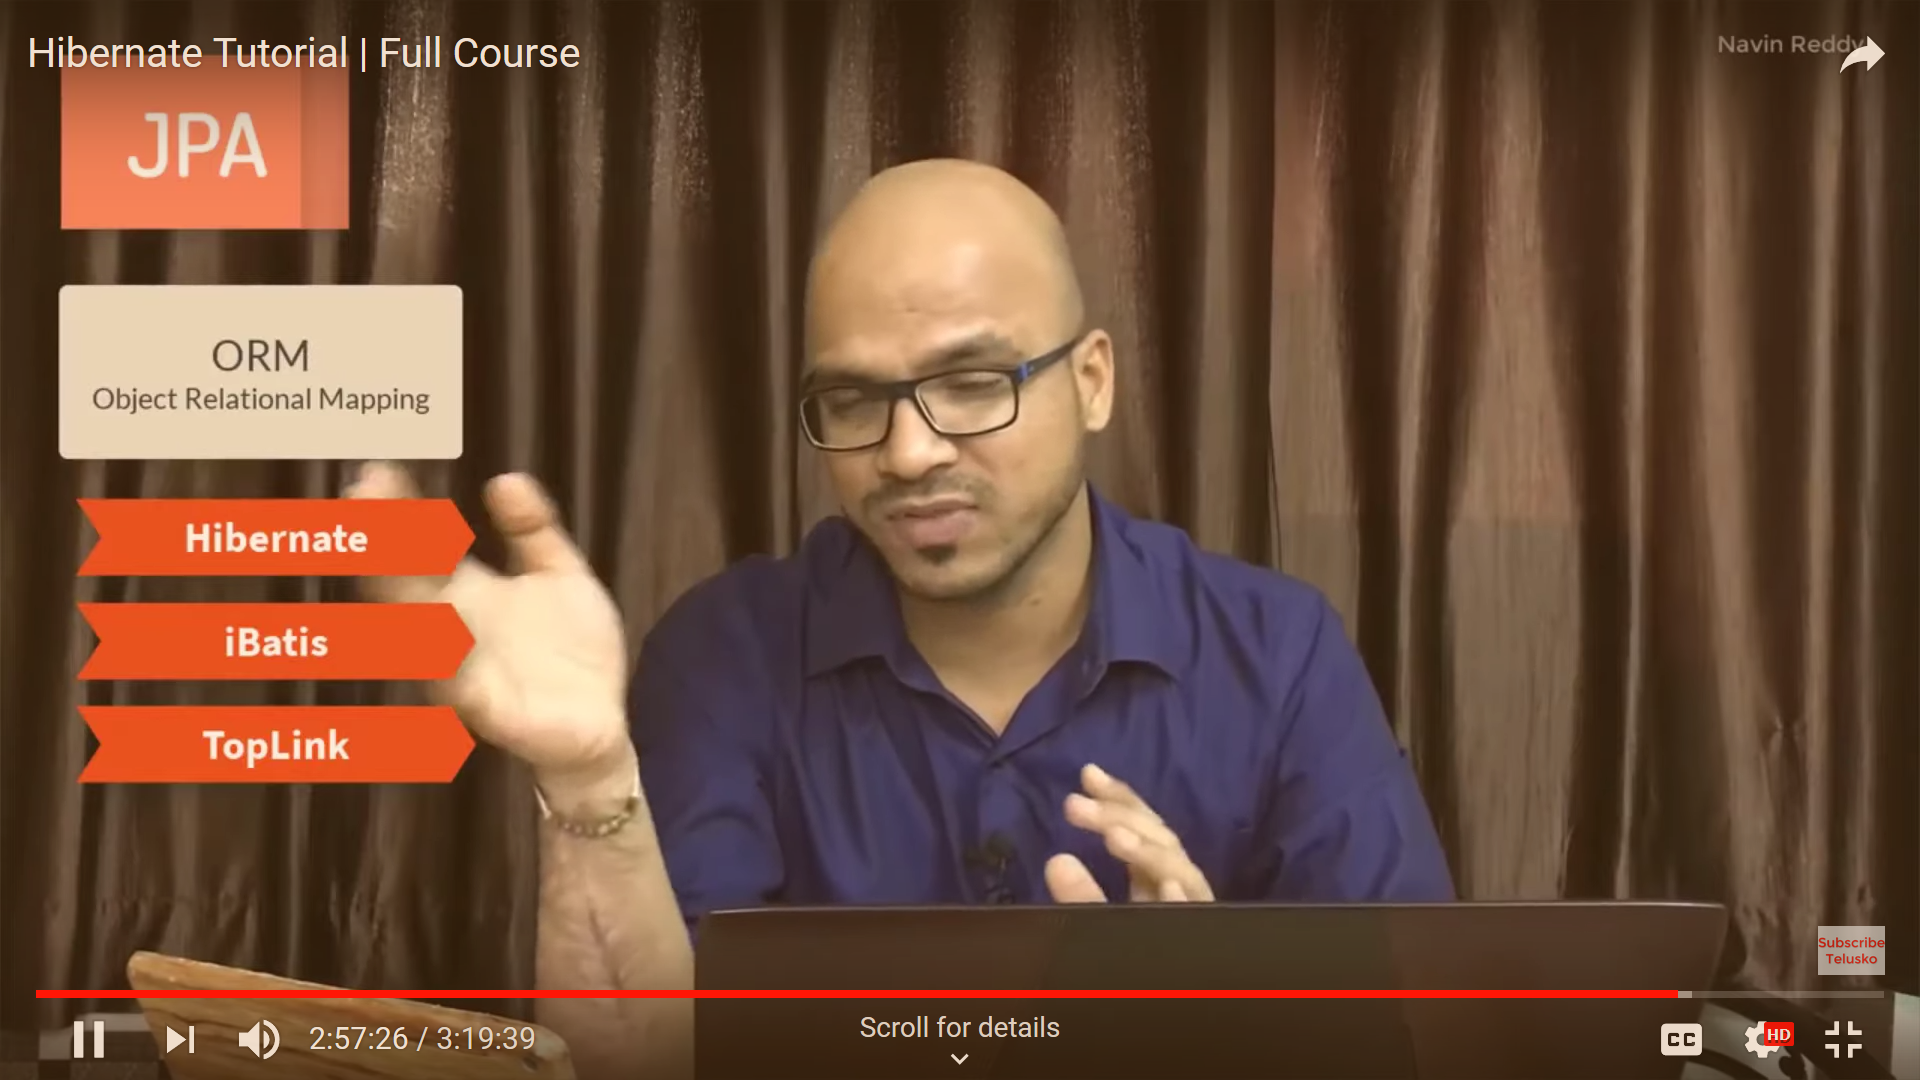 Hibernate Tutorial | Full Course
Navin Reddy
JPA
ORM
Object Relational Mapping
Hibernate
iBatis
TopLink
Subscribe
Telusko
2:57:26 / 3:19:39
Scroll for details
CC
HD